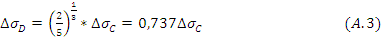 Δσ_D = (2/5)^(1/3) * Δσ_C = 0,737Δσ_C (A.3)